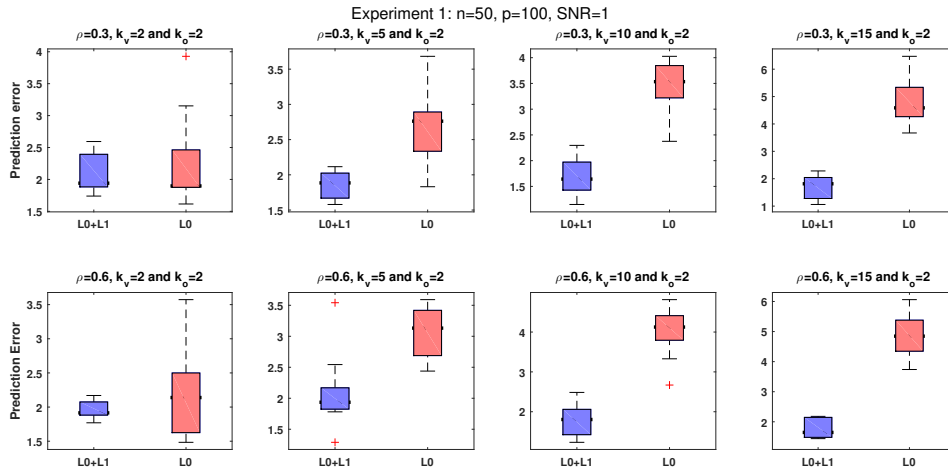 Experiment 1: n=50, p=100, SNR=1
ρ=0.3, k_v=2 and k_o=2
ρ=0.3, k_v=5 and k_o=2
ρ=0.3, k_v=10 and k_o=2
ρ=0.3, k_v=15 and k_o=2
Prediction error
4
3.5
3
2.5
2
1.5
L0+L1 L0
3.5
3
2.5
2
1.5
L0+L1 L0
4
3.5
3
2.5
2
1.5
L0+L1 L0
6
5
4
3
2
1
L0+L1 L0
ρ=0.6, k_v=2 and k_o=2
ρ=0.6, k_v=5 and k_o=2
ρ=0.6, k_v=10 and k_o=2
ρ=0.6, k_v=15 and k_o=2
Prediction Error
3.5
3
2.5
2
1.5
L0+L1 L0
3.5
3
2.5
2
1.5
L0+L1 L0
4
3
2
L0+L1 L0
6
5
4
3
2
L0+L1 L0